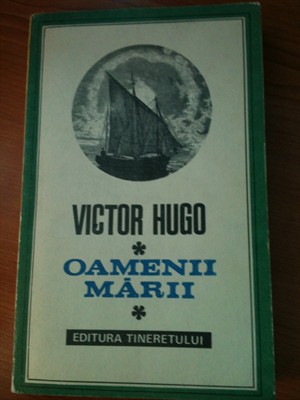 VICTOR HUGO
*
OAMENII
MĂRII
*
EDITURA TINERETULUI